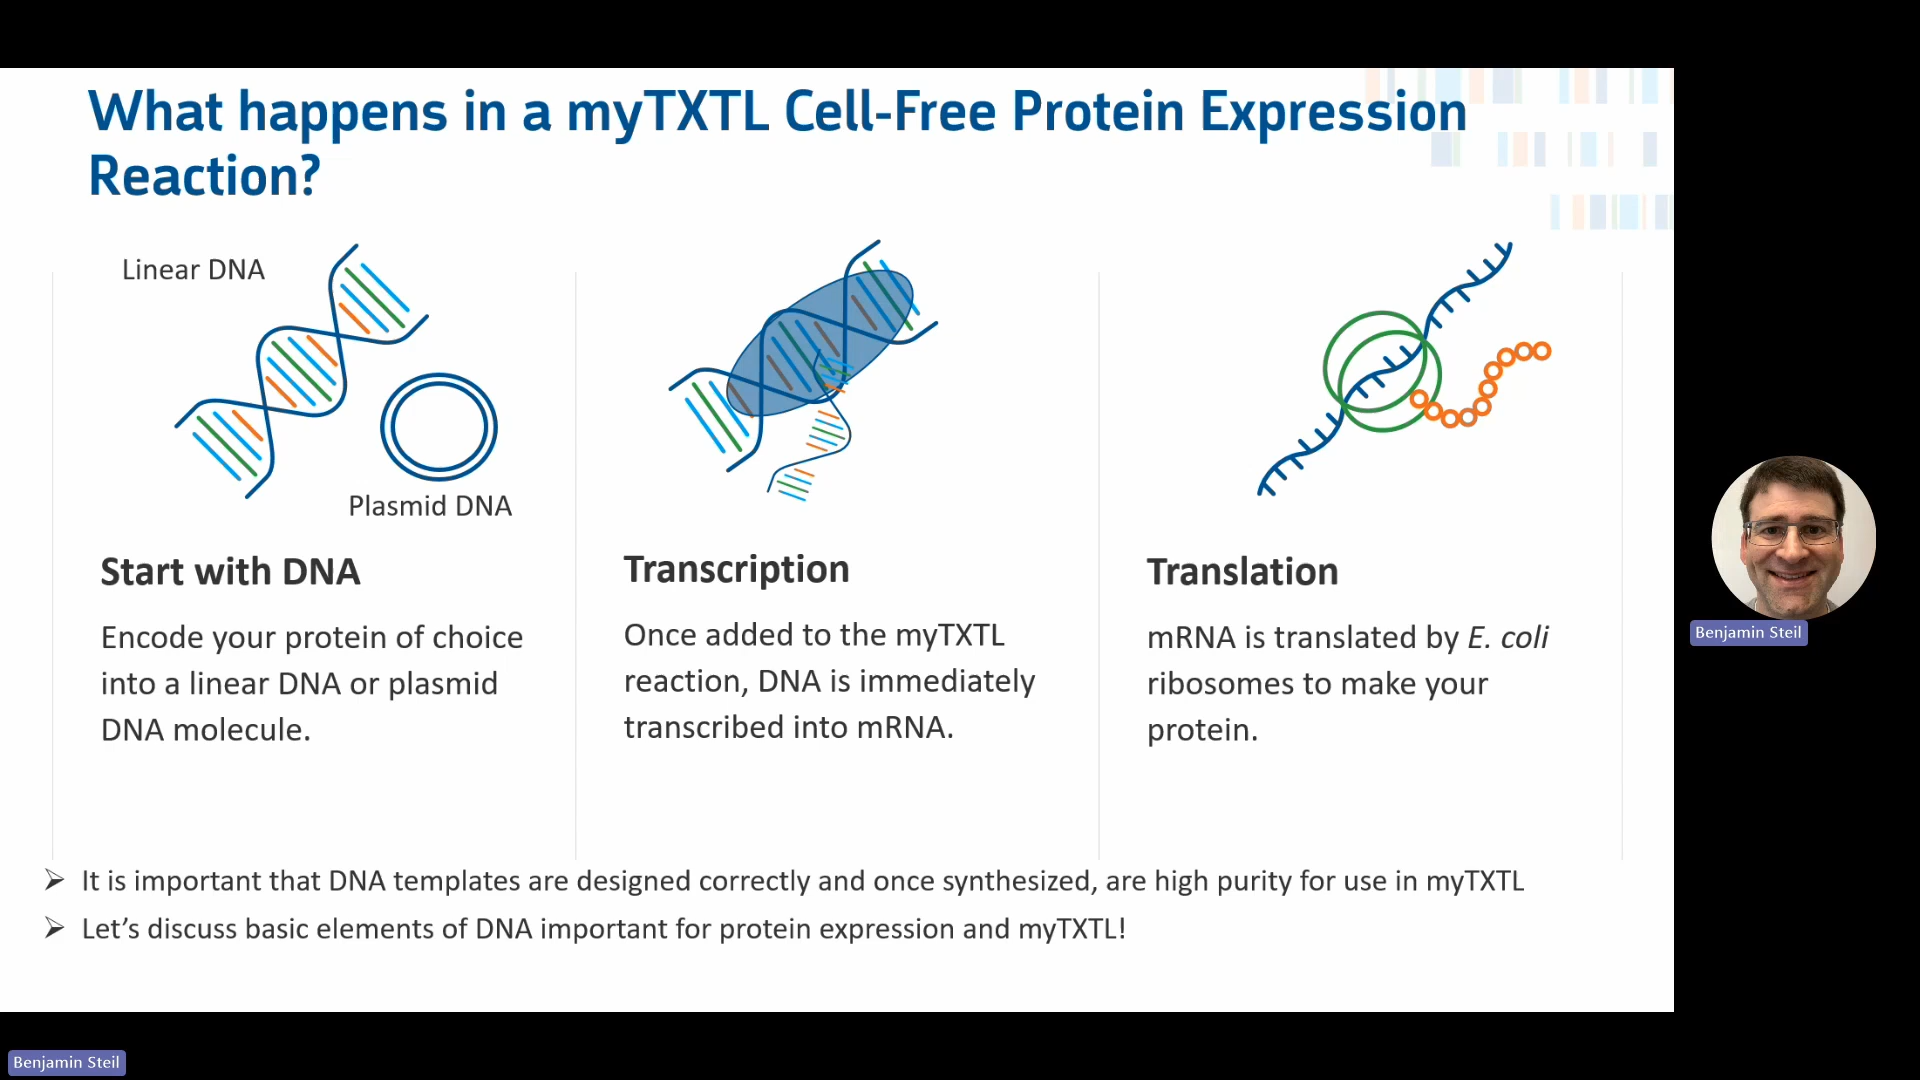 What happens in a myTXTL Cell-Free Protein Expression
Reaction?
Linear DNA
Plasmid DNA
Start with DNA
Encode your protein of choice
into a linear DNA or plasmid
DNA molecule.
Transcription
Once added to the myTXTL
reaction, DNA is immediately
transcribed into mRNA.
Translation
mRNA is translated by E. coli
ribosomes to make your
protein.
➢ It is important that DNA templates are designed correctly and once synthesized, are high purity for use in myTXTL
➢ Let’s discuss basic elements of DNA important for protein expression and myTXTL!
Benjamin Steil
Benjamin Steil